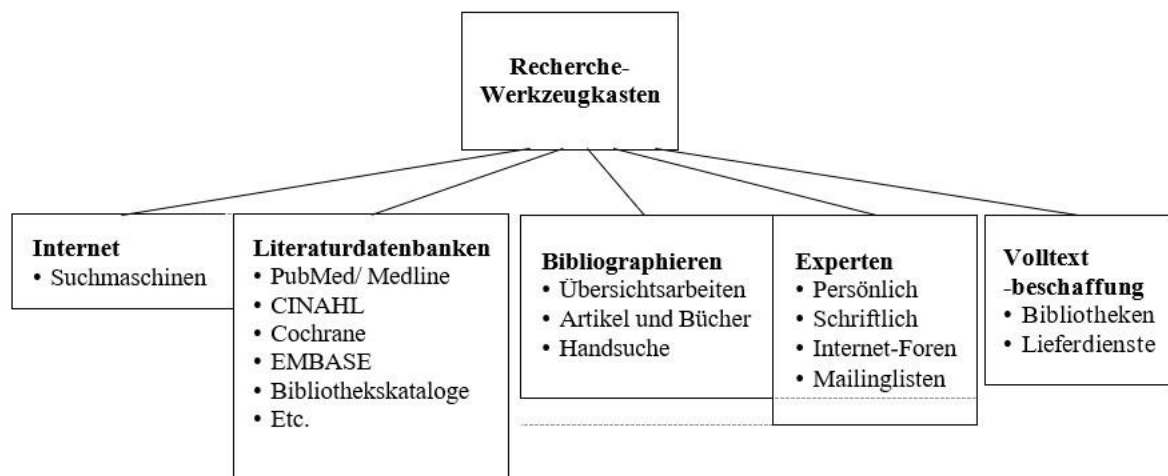 Recherche-
Werkzeugkasten
Internet
• Suchmaschinen
Literaturdatenbanken
• PubMed/ Medline
• CINAHL
• Cochrane
• EMBASE
• Bibliothekskataloge
• Etc.
Bibliographieren
• Übersichtsarbeiten
• Artikel und Bücher
• Handsuche
Experten
• Persönlich
• Schriftlich
• Internet-Foren
• Mailinglisten
Volltext
-beschaffung
• Bibliotheken
• Lieferdienste